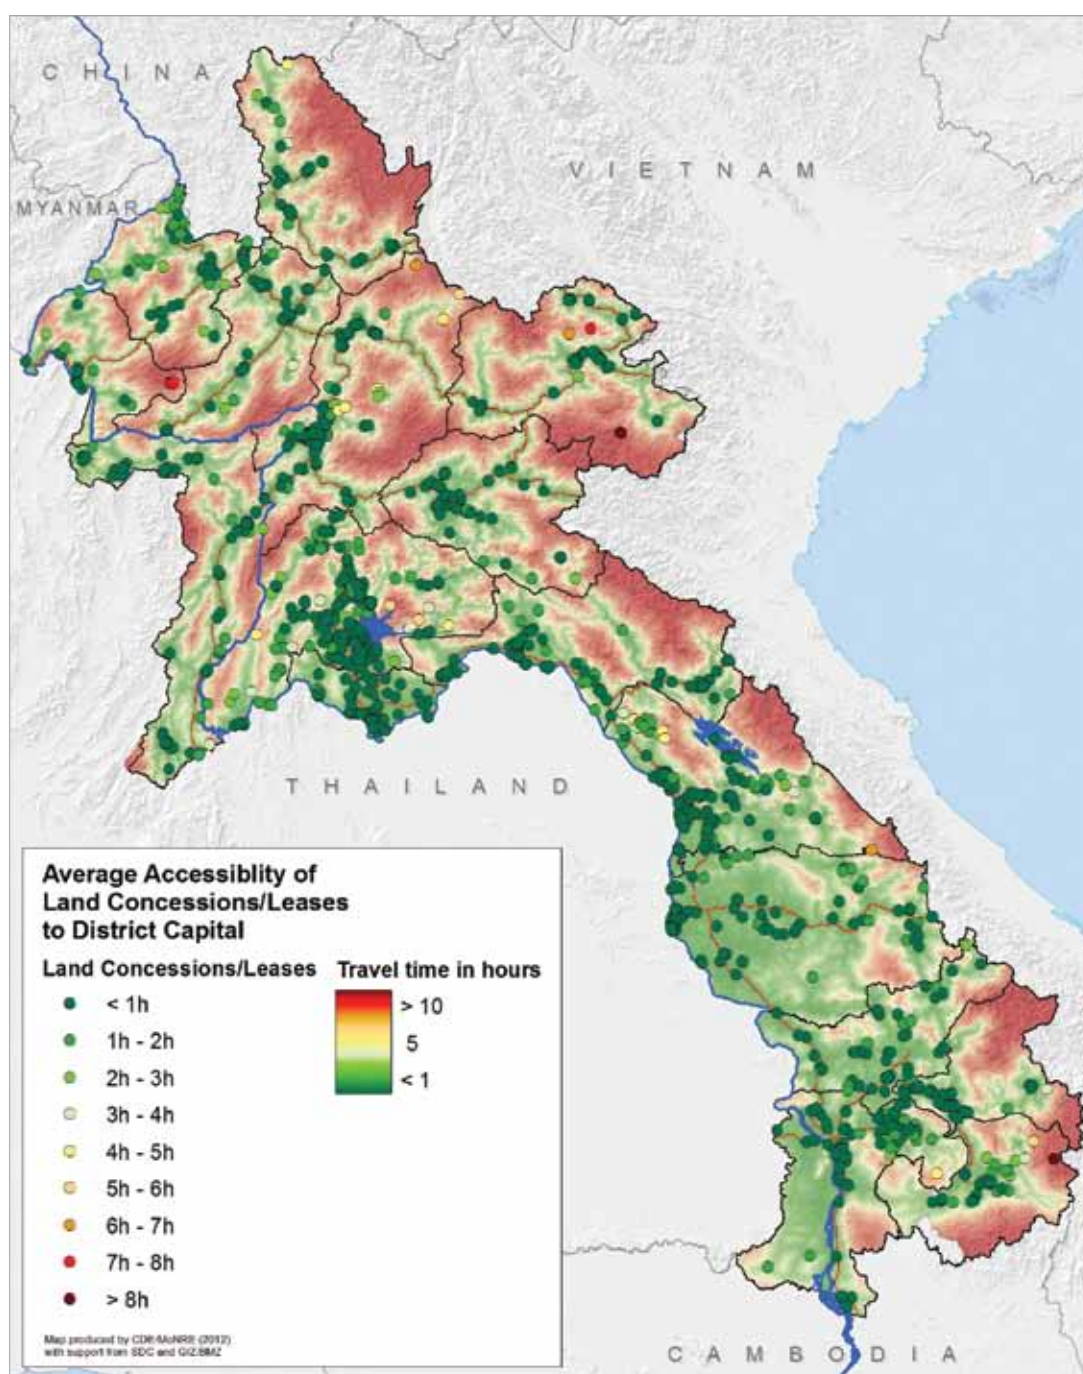 CHINA
VIETNAM
MYANMAR
THAILAND
Average Accessiblity of
Land Concessions/Leases
to District Capital
Land Concessions/Leases
< 1h
1h - 2h
2h - 3h
3h - 4h
4h - 5h
5h - 6h
6h - 7h
7h - 8h
> 8h
Travel time in hours
> 10
5
< 1
Map produced by CDE/MoNRE (2012)
with support from SDC and GIZ/BMZ
CAMBODIA